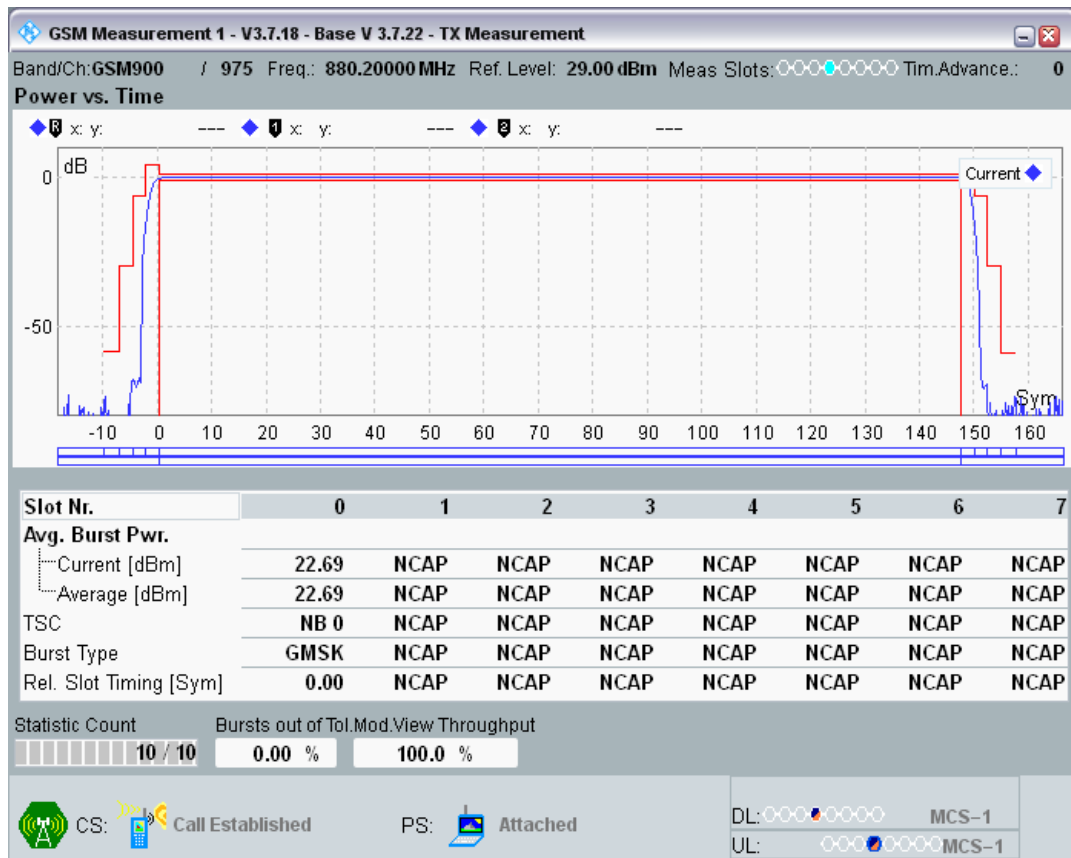 GSM Measurement 1 - V3.7.18 - Base V 3.7.22 - TX Measurement
Band/Ch:GSM900 / 975 Freq.: 880.20000 MHz Ref. Level: 29.00 dBm Meas Slots: Tim.Advance.: 0
Power vs. Time
R x: y: --- 1 x: y: --- 2 x: y: ---
dB
0
Current
-50
Sym
-10 0 10 20 30 40 50 60 70 80 90 100 110 120 130 140 150 160
Slot Nr. 0 1 2 3 4 5 6 7
Avg. Burst Pwr.
Current [dBm] 22.69 NCAP NCAP NCAP NCAP NCAP NCAP NCAP
Average [dBm] 22.69 NCAP NCAP NCAP NCAP NCAP NCAP NCAP
TSC NB 0 NCAP NCAP NCAP NCAP NCAP NCAP NCAP
Burst Type GMSK NCAP NCAP NCAP NCAP NCAP NCAP NCAP
Rel. Slot Timing [Sym] 0.00 NCAP NCAP NCAP NCAP NCAP NCAP NCAP
Statistic Count Bursts out of Tol.Mod.View Throughput
10 / 10 0.00 % 100.0 %
CS: Call Established PS: Attached
DL: MCS-1
UL: MCS-1